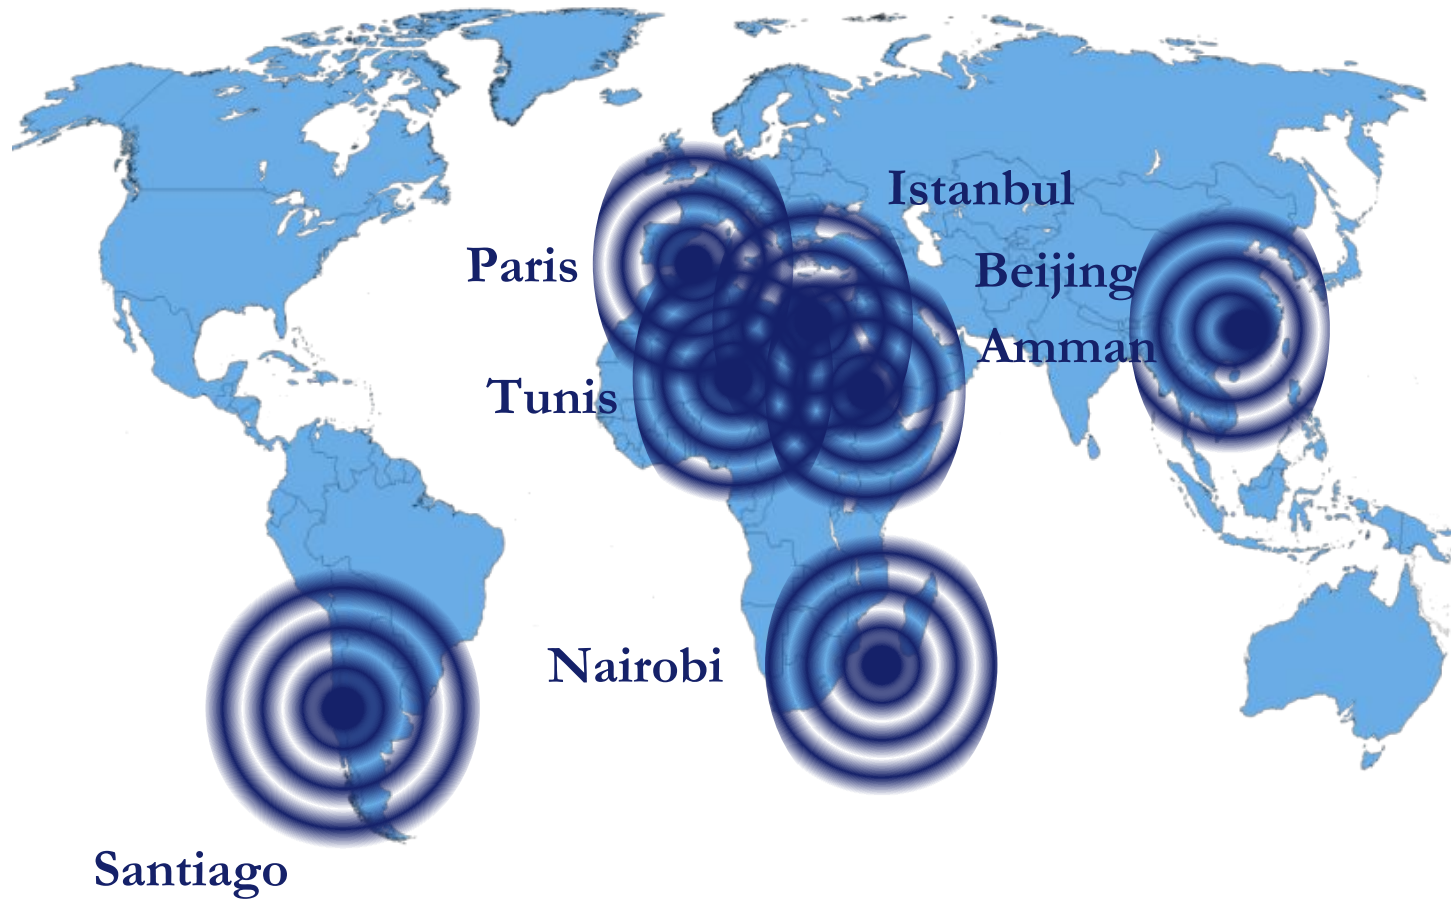 Istanbul
Paris
Beijing
Amman
Tunis
Nairobi
Santiago